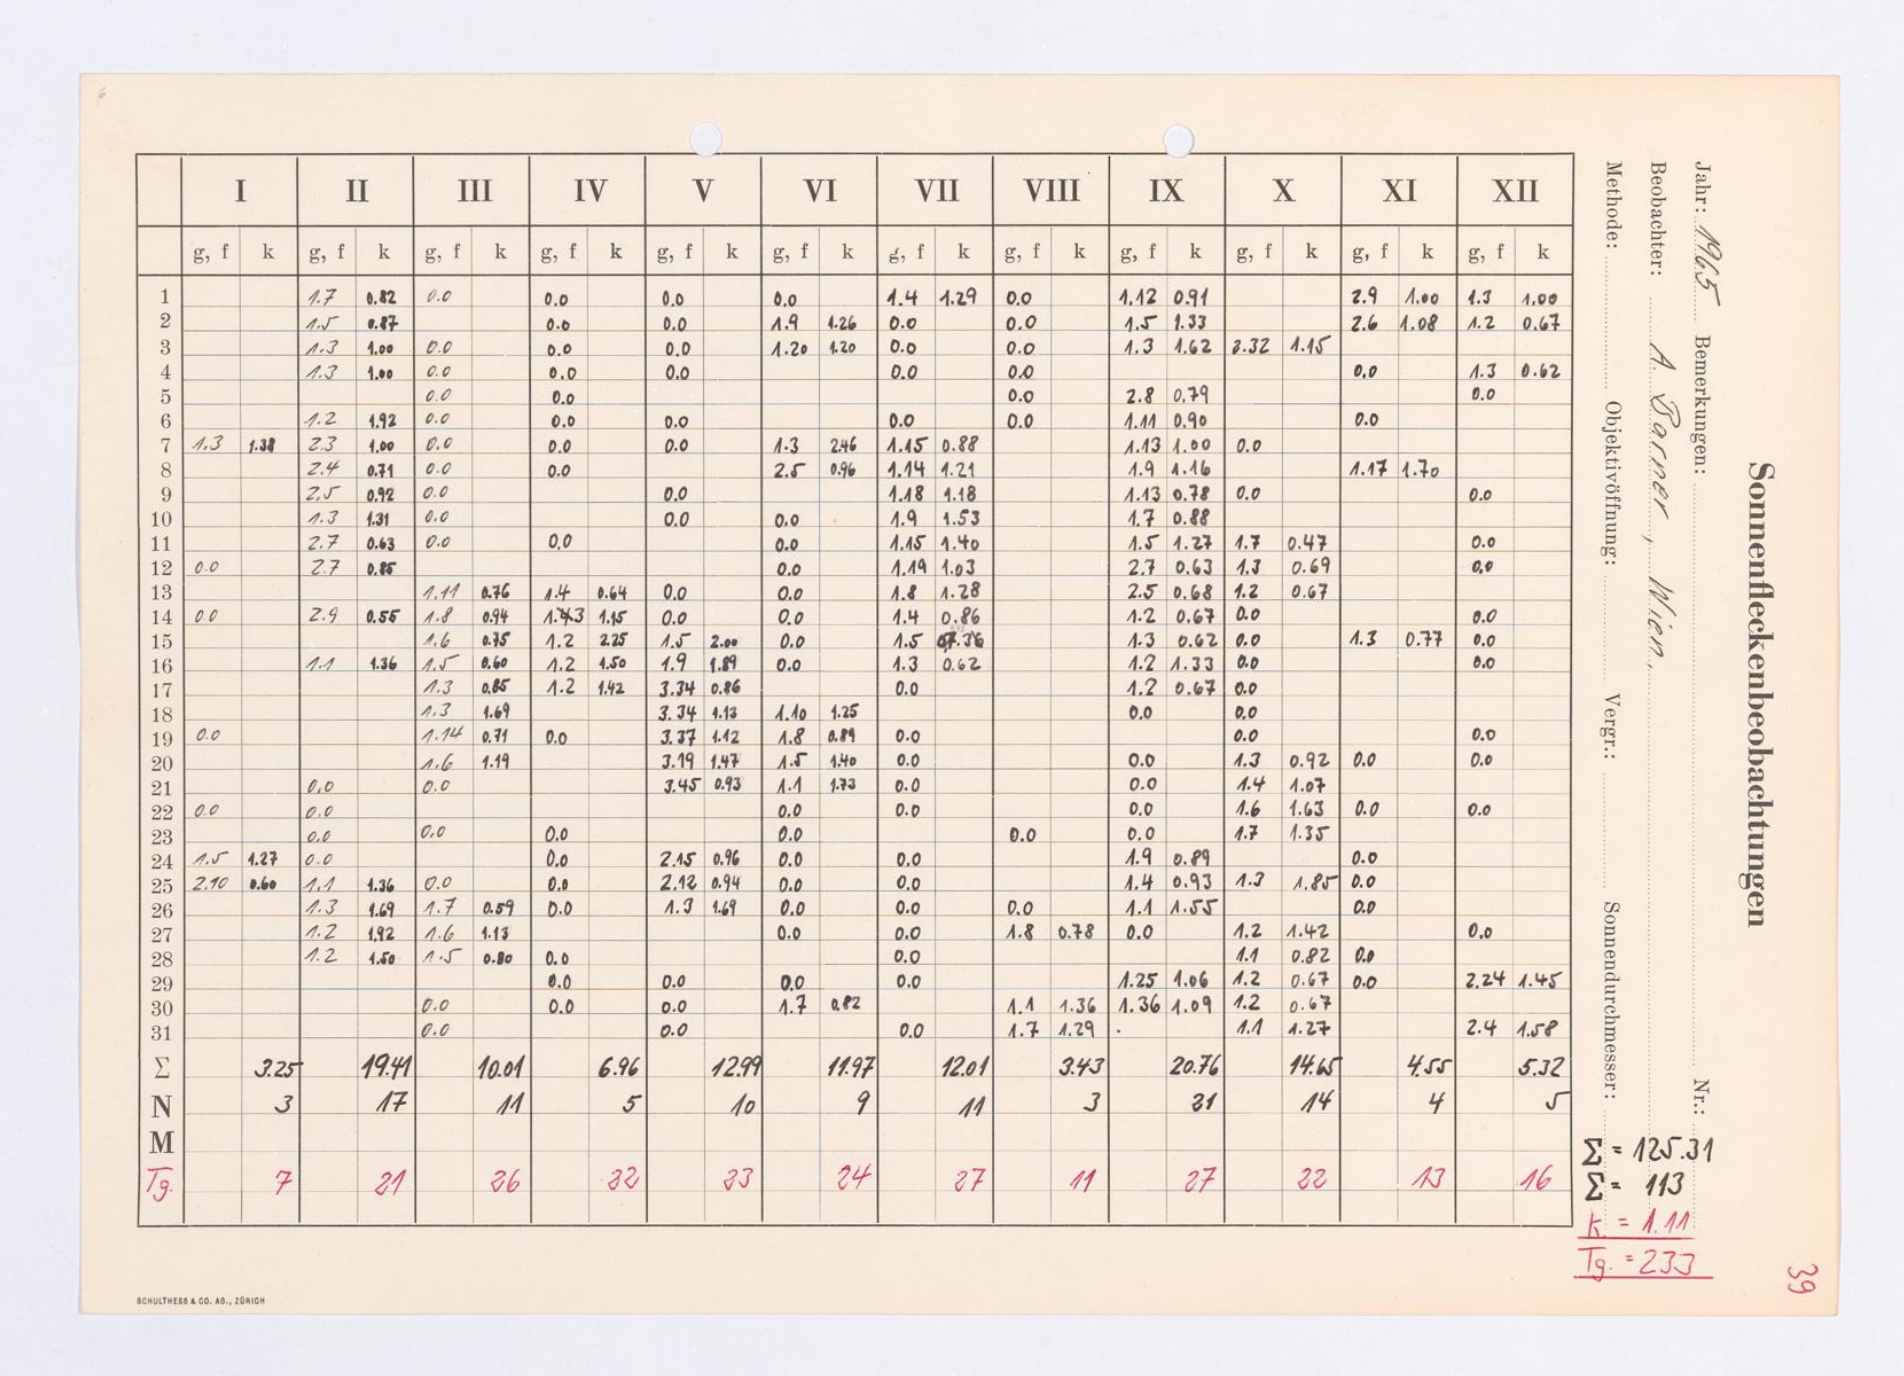 6
I II III IV V VI VII VIII IX X XI XII
g, f k g, f k g, f k g, f k g, f k g, f k g, f k g, f k g, f k g, f k g, f k g, f k
1 1.7 0.82 0.0 0.0 0.0 0.0 1.4 1.29 0.0 1.12 0.91 2.9 1.00 1.3 1.00
2 1.5 0.87 0.0 0.0 1.9 1.26 0.0 0.0 1.5 1.33 2.6 1.08 1.2 0.67
3 1.3 1.00 0.0 0.0 0.0 1.20 1.20 0.0 0.0 1.3 1.62 2.32 1.15
4 1.3 1.00 0.0 0.0 0.0 0.0 0.0 0.0 1.3 0.62
5 0.0 0.0 0.0 2.8 0.79 0.0
6 1.2 1.92 0.0 0.0 0.0 0.0 0.0 1.11 0.90 0.0
7 1.3 1.38 2.3 1.00 0.0 0.0 0.0 1.3 2.46 1.15 0.88 1.13 1.00 0.0
8 2.4 0.71 0.0 0.0 2.5 0.96 1.14 1.21 1.9 1.16 1.17 1.70
9 2.5 0.92 0.0 0.0 1.18 1.18 1.13 0.78 0.0 0.0
10 1.3 1.31 0.0 0.0 0.0 1.9 1.53 1.7 0.88
11 2.7 0.63 0.0 0.0 0.0 1.15 1.40 1.5 1.27 1.7 0.47 0.0
12 0.0 2.7 0.85 0.0 1.19 1.03 2.7 0.63 1.3 0.69 0.0
13 1.11 0.76 1.4 0.64 0.0 0.0 1.8 1.28 2.5 0.68 1.2 0.67
14 0.0 2.9 0.55 1.8 0.94 1.3 1.15 0.0 0.0 1.4 0.86 1.2 0.67 0.0 0.0
15 1.6 0.75 1.2 2.25 1.5 2.00 0.0 1.5 1.3 0.62 0.0 1.3 0.77 0.0
16 1.1 1.36 1.5 0.60 1.2 1.50 1.9 1.89 0.0 1.3 0.62 1.2 1.33 0.0 0.0
17 1.3 0.85 1.2 1.42 3.34 0.86 0.0 1.2 0.67 0.0
18 1.3 1.69 3.34 1.13 1.10 1.25 0.0 0.0
19 0.0 1.14 0.71 0.0 3.37 1.12 1.8 0.89 0.0 0.0 0.0
20 1.6 1.19 3.19 1.47 1.5 1.40 0.0 0.0 1.3 0.92 0.0 0.0
21 0.0 0.0 3.45 0.93 1.1 1.73 0.0 0.0 1.4 1.07
22 0.0 0.0 0.0 0.0 0.0 1.6 1.63 0.0 0.0
23 0.0 0.0 0.0 0.0 0.0 0.0 1.7 1.35
24 1.5 1.27 0.0 0.0 2.15 0.96 0.0 0.0 1.9 0.89 0.0
25 2.10 0.60 1.1 1.36 0.0 0.0 2.12 0.94 0.0 0.0 1.4 0.93 1.3 1.85 0.0
26 1.3 1.69 1.7 0.59 0.0 1.3 1.69 0.0 0.0 0.0 1.1 1.55 0.0
27 1.2 1.92 1.6 1.13 0.0 0.0 1.8 0.78 0.0 1.2 1.42 0.0
28 1.2 1.50 1.5 0.80 0.0 0.0 1.1 0.82 0.0
29 0.0 0.0 0.0 0.0 1.25 1.06 1.2 0.67 0.0 2.24 1.45
30 0.0 0.0 0.0 1.7 0.82 1.1 1.36 1.36 1.09 1.2 0.67
31 0.0 0.0 0.0 1.7 1.29 . 1.1 1.27 2.4 1.58
Σ 3.25 19.41 10.01 6.96 12.99 11.97 12.01 3.43 20.76 14.65 4.55 5.32
N 3 17 11 5 10 9 11 3 21 14 4 5
M
Tg. 7 21 26 22 23 24 27 11 27 22 13 16
Sonnenfleckenbeobachtungen
Jahr: 1965 Bemerkungen: Nr.:
Beobachter: A. Barner, Wien.
Methode: Objektivöffnung: Vergr.: Sonnendurchmesser:
Σ = 125.31
Σ = 113
k = 1.11
Tg. = 233
39
SCHULTHESS & CO. AG., ZÜRICH